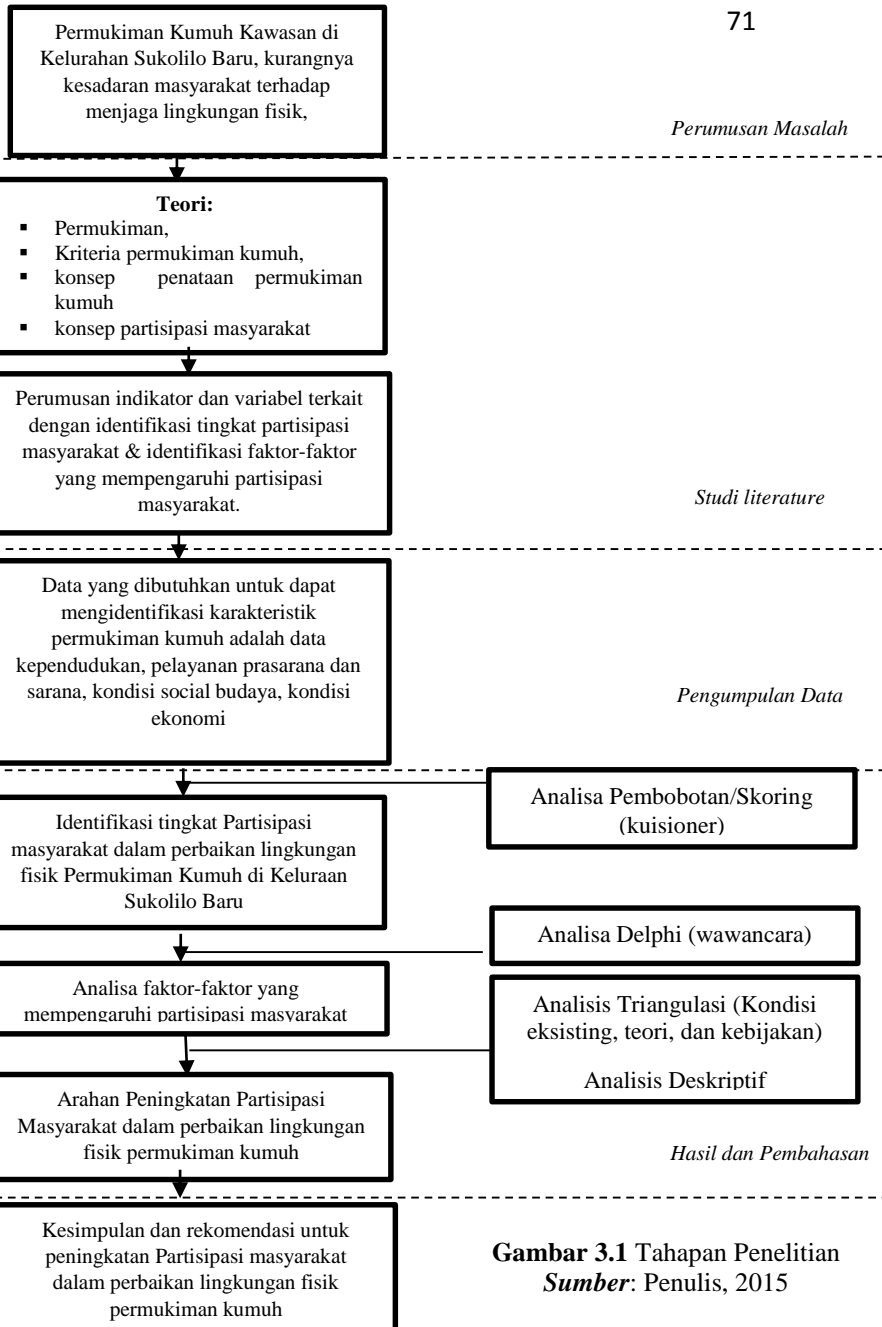 71
Permukiman Kumuh Kawasan di
Kelurahan Sukolilo Baru, kurangnya
kesadaran masyarakat terhadap
menjaga lingkungan fisik,
Perumusan Masalah
Teori:
▪ Permukiman,
▪ Kriteria permukiman kumuh,
▪ konsep penataan permukiman
kumuh
▪ konsep partisipasi masyarakat
Perumusan indikator dan variabel terkait
dengan identifikasi tingkat partisipasi
masyarakat & identifikasi faktor-faktor
yang mempengaruhi partisipasi
masyarakat.
Studi literature
Data yang dibutuhkan untuk dapat
mengidentifikasi karakteristik
permukiman kumuh adalah data
kependudukan, pelayanan prasarana dan
sarana, kondisi social budaya, kondisi
ekonomi
Pengumpulan Data
Analisa Pembobotan/Skoring
(kuisioner)
Identifikasi tingkat Partisipasi
masyarakat dalam perbaikan lingkungan
fisik Permukiman Kumuh di Keluraan
Sukolilo Baru
Analisa Delphi (wawancara)
Analisa faktor-faktor yang
mempengaruhi partisipasi masyarakat
Analisis Triangulasi (Kondisi
eksisting, teori, dan kebijakan)
Analisis Deskriptif
Arahan Peningkatan Partisipasi
Masyarakat dalam perbaikan lingkungan
fisik permukiman kumuh
Hasil dan Pembahasan
Kesimpulan dan rekomendasi untuk
peningkatan Partisipasi masyarakat
dalam perbaikan lingkungan fisik
permukiman kumuh
Gambar 3.1 Tahapan Penelitian
Sumber: Penulis, 2015